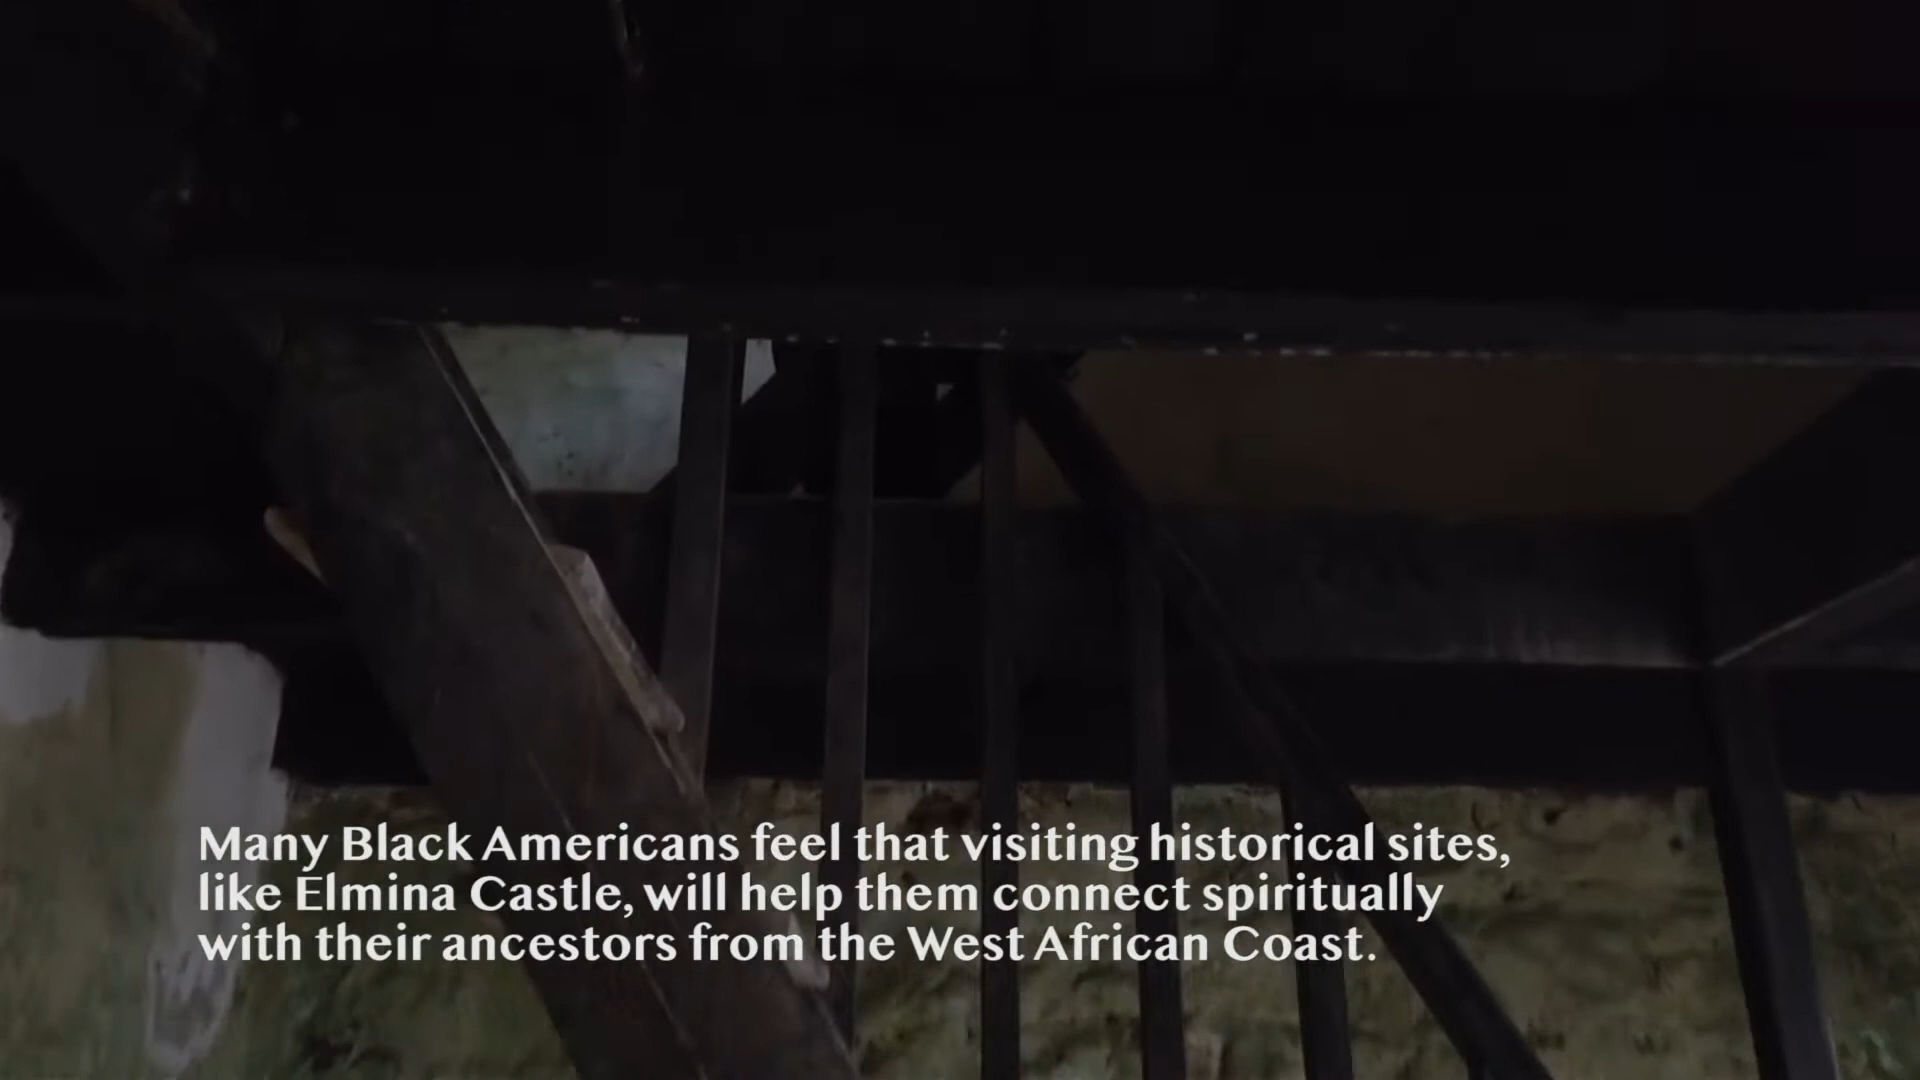 Many Black Americans feel that visiting historical sites,
like Elmina Castle, will help them connect spiritually
with their ancestors from the West African Coast.